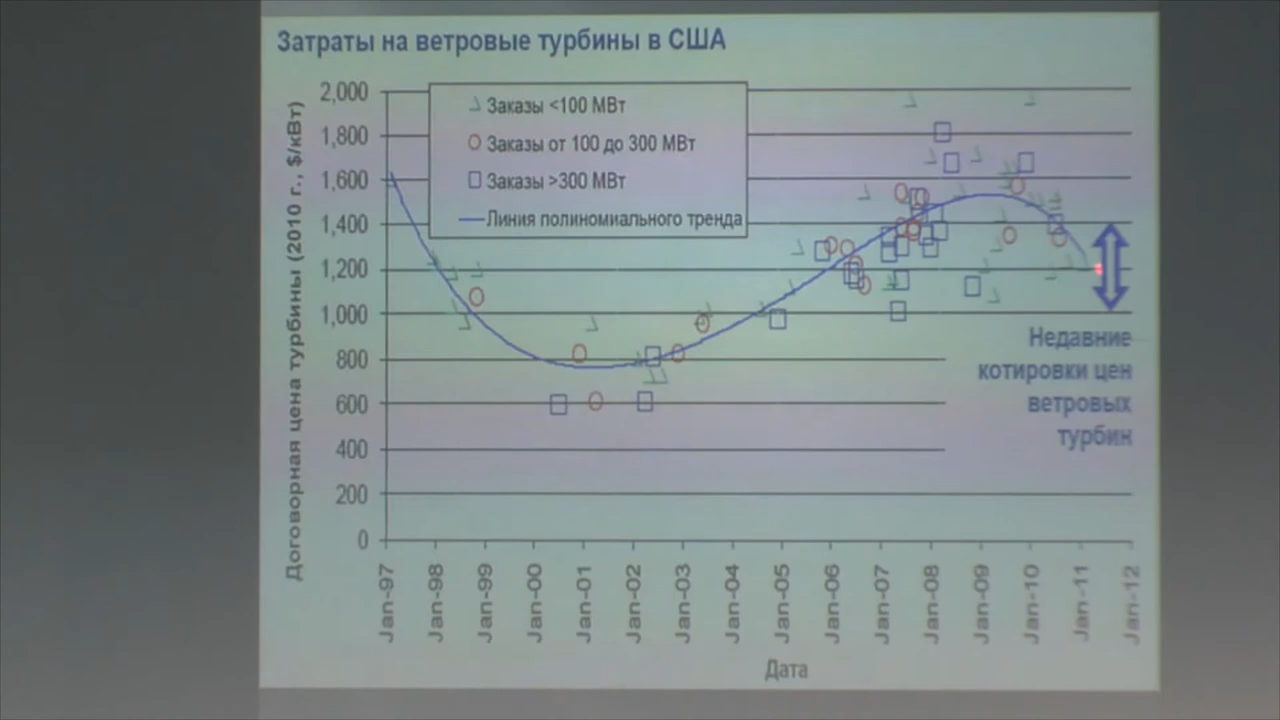 Затраты на ветровые турбины в США
Договорная цена турбины (2010 г., $/кВт)
2,000
1,800
1,600
1,400
1,200
1,000
800
600
400
200
0
Заказы <100 МВт
Заказы от 100 до 300 МВт
Заказы >300 МВт
Линия полиномиального тренда
Недавние
котировки цен
ветровых
турбин
Jan-97
Jan-98
Jan-99
Jan-00
Jan-01
Jan-02
Jan-03
Jan-04
Jan-05
Jan-06
Jan-07
Jan-08
Jan-09
Jan-10
Jan-11
Jan-12
Дата